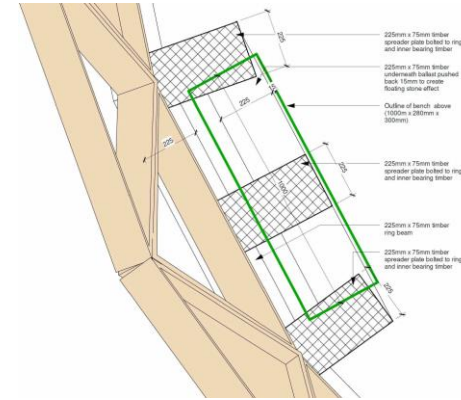 225mm x 75mm timber
spreader plate bolted to ring
and inner bearing timber
225mm x 75mm timber
underneath ballast pushed
back 15mm to create
floating stone effect
Outline of bench above
(1000m x 280mm x
300mm)
225mm x 75mm timber
spreader plate bolted to ring
and inner bearing timber
225mm x 75mm timber
ring beam
225mm x 75mm timber
spreader plate bolted to ring
and inner bearing timber
225
225
225
225
1000
225